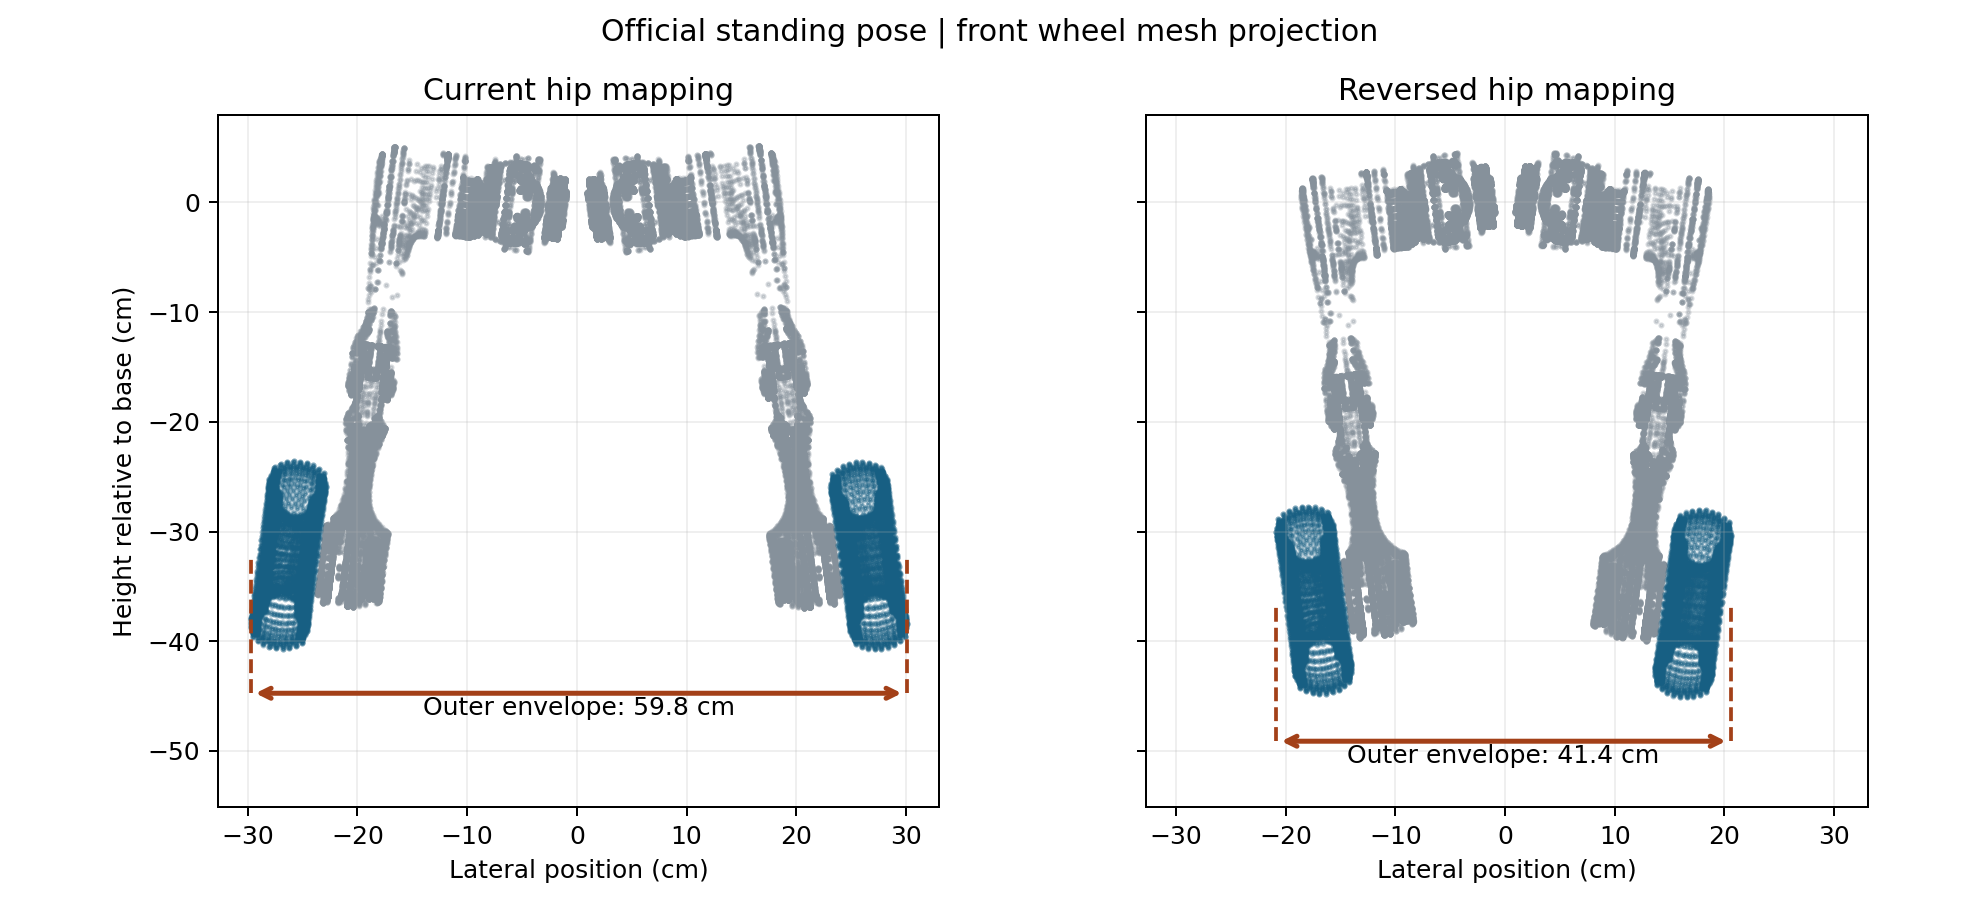 Official standing pose | front wheel mesh projection
Current hip mapping
Height relative to base (cm)
0
−10
−20
−30
−40
−50
Outer envelope: 59.8 cm
−30 −20 −10 0 10 20 30
Lateral position (cm)
Reversed hip mapping
Outer envelope: 41.4 cm
−30 −20 −10 0 10 20 30
Lateral position (cm)